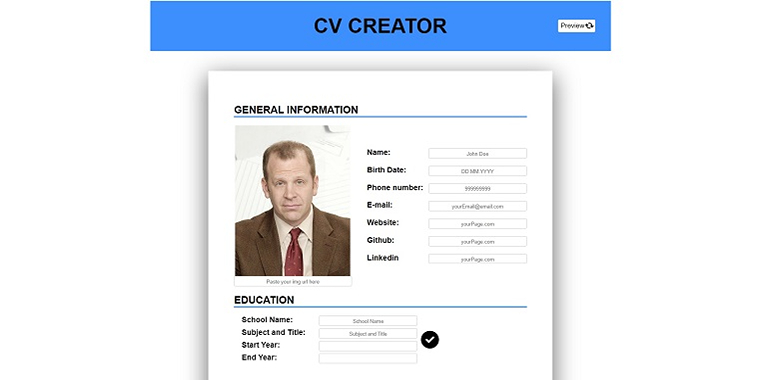 CV CREATOR
Preview
GENERAL INFORMATION
Name: John Doe
Birth Date: DD MM YYYY
Phone number: 999999999
E-mail: yourEmail@email.com
Website: yourPage.com
Github: yourPage.com
Linkedin yourPage.com
Paste your img url here
EDUCATION
School Name: School Name
Subject and Title: Subject and Title
Start Year:
End Year: